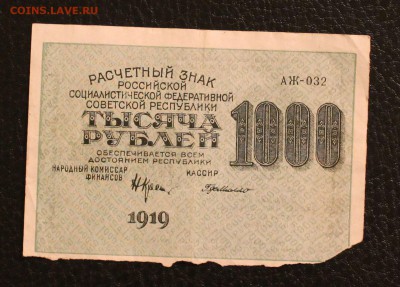 COINS.LAVE.RU
РАСЧЕТНЫЙ ЗНАК
РОССИЙСКОЙ
СОЦИАЛИСТИЧЕСКОЙ ФЕДЕРАТИВНОЙ
СОВЕТСКОЙ РЕСПУБЛИКИ
ТЫСЯЧА
РУБЛЕЙ
ОБЕСПЕЧИВАЕТСЯ ВСЕМ
ДОСТОЯНИЕМ РЕСПУБЛИКИ
НАРОДНЫЙ КОМИССАР
ФИНАНСОВ
КАССИР
1919
АЖ-032
1000